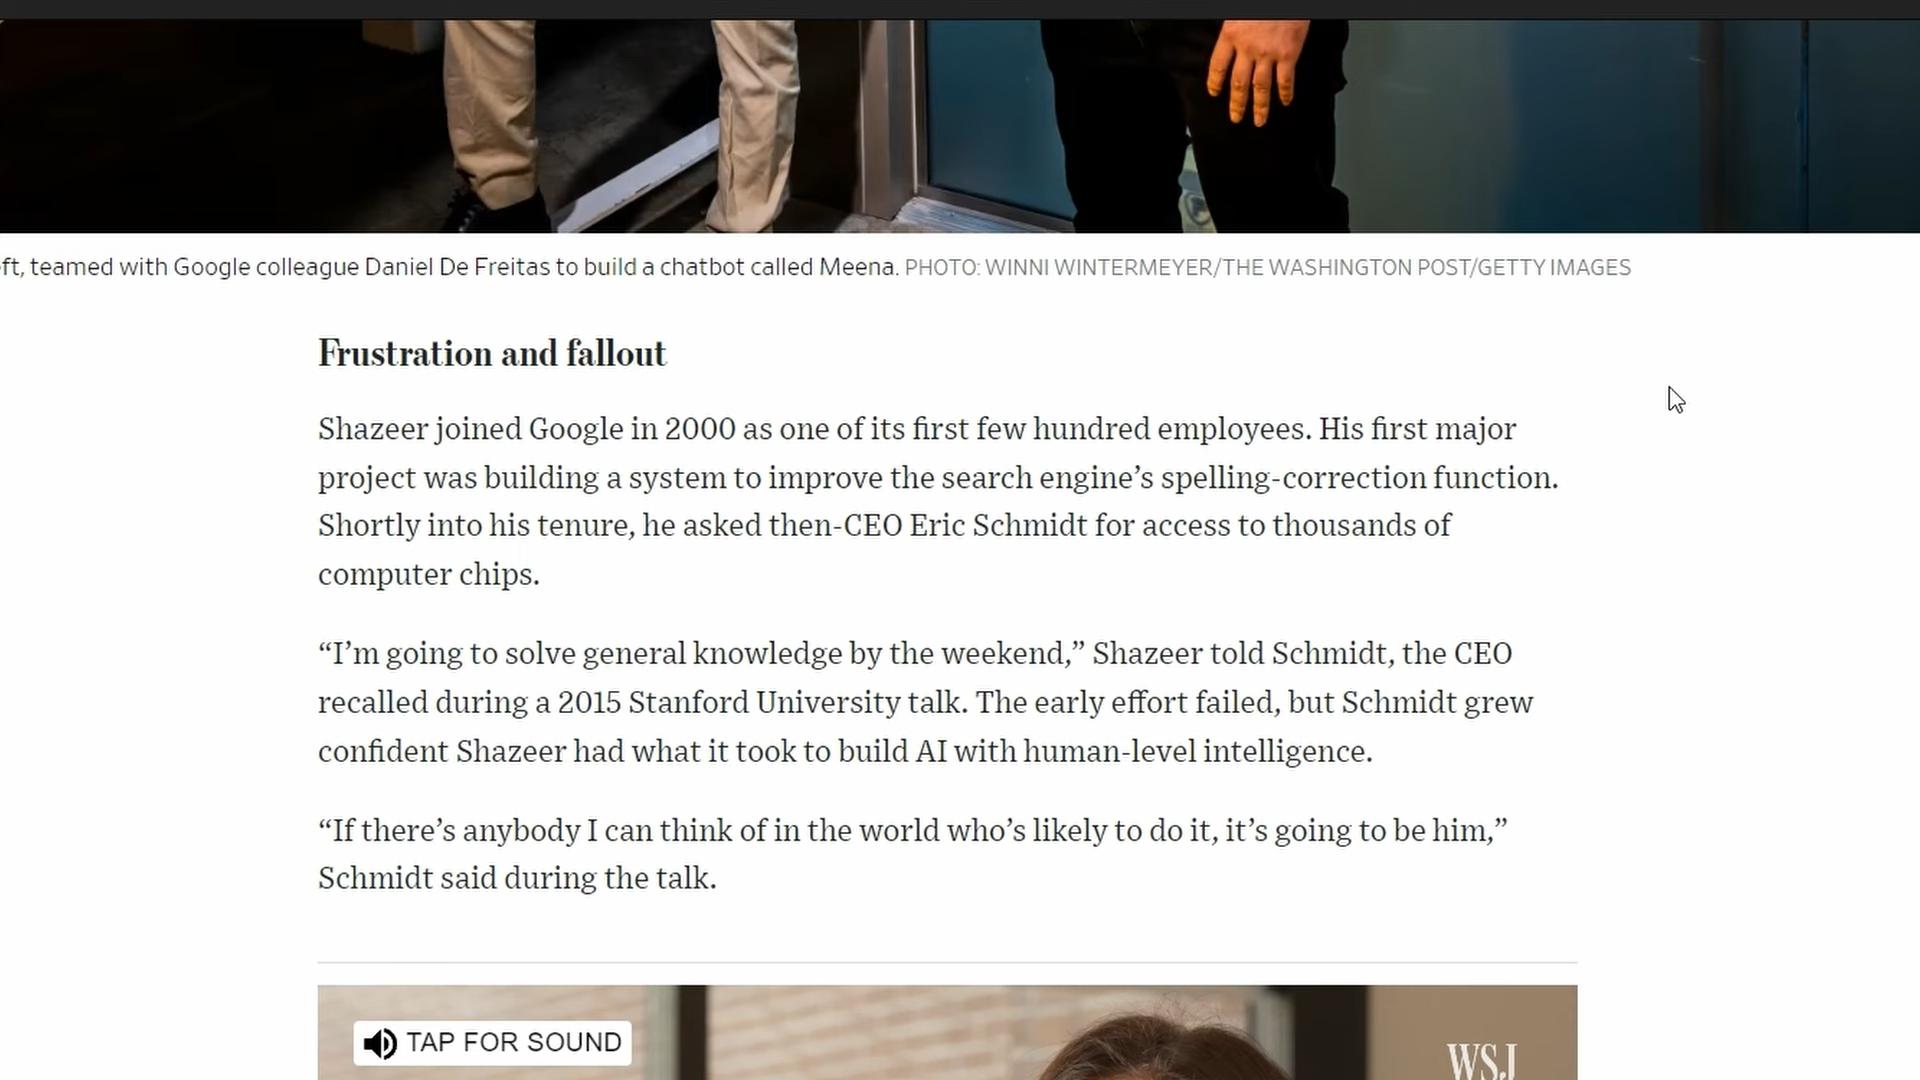 ft, teamed with Google colleague Daniel De Freitas to build a chatbot called Meena. PHOTO: WINNI WINTERMEYER/THE WASHINGTON POST/GETTY IMAGES
Frustration and fallout
Shazeer joined Google in 2000 as one of its first few hundred employees. His first major
project was building a system to improve the search engine’s spelling-correction function.
Shortly into his tenure, he asked then-CEO Eric Schmidt for access to thousands of
computer chips.
“I’m going to solve general knowledge by the weekend,” Shazeer told Schmidt, the CEO
recalled during a 2015 Stanford University talk. The early effort failed, but Schmidt grew
confident Shazeer had what it took to build AI with human-level intelligence.
“If there’s anybody I can think of in the world who’s likely to do it, it’s going to be him,”
Schmidt said during the talk.
TAP FOR SOUND
WSJ